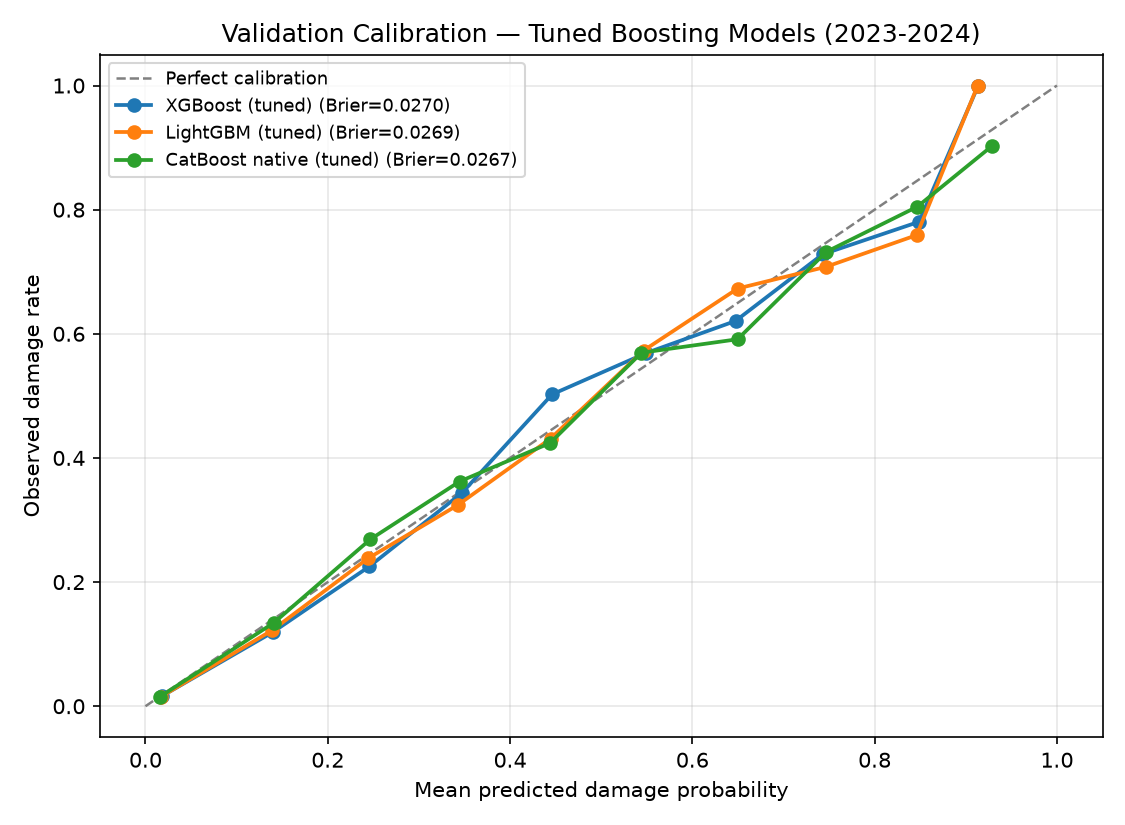 Validation Calibration — Tuned Boosting Models (2023-2024)
Perfect calibration
XGBoost (tuned) (Brier=0.0270)
LightGBM (tuned) (Brier=0.0269)
CatBoost native (tuned) (Brier=0.0267)
Observed damage rate
1.0
0.8
0.6
0.4
0.2
0.0
0.0 0.2 0.4 0.6 0.8 1.0
Mean predicted damage probability